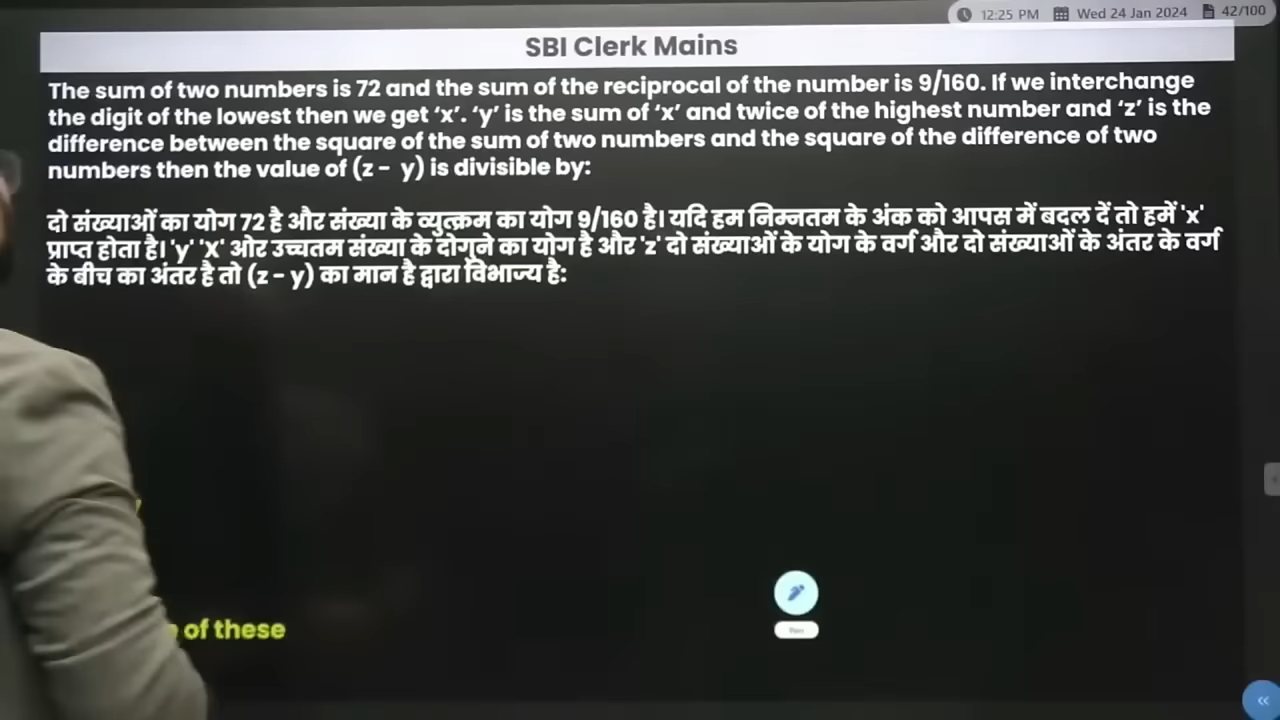 12:25 PM Wed 24 Jan 2024 42/100
SBI Clerk Mains
The sum of two numbers is 72 and the sum of the reciprocal of the number is 9/160. If we interchange
the digit of the lowest then we get ‘x’. ‘y’ is the sum of ‘x’ and twice of the highest number and ‘z’ is the
difference between the square of the sum of two numbers and the square of the difference of two
numbers then the value of (z - y) is divisible by:
दो संख्याओं का योग 72 है और संख्या के व्युत्क्रम का योग 9/160 है। यदि हम निम्नतम के अंक को आपस में बदल दें तो हमें 'x'
प्राप्त होता है। 'y' 'x' ओर उच्चतम संख्या के दोगुने का योग है और 'z' दो संख्याओं के योग के वर्ग और दो संख्याओं के अंतर के वर्ग
के बीच का अंतर है तो (z - y) का मान है द्वारा विभाज्य है:
of these